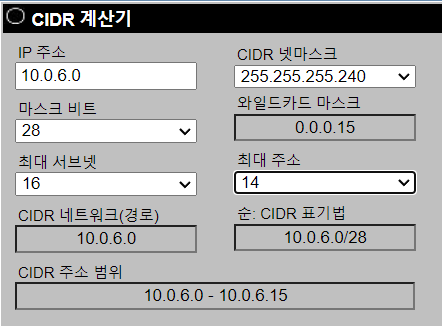 CIDR 계산기
IP 주소
CIDR 넷마스크
10.0.6.0
255.255.255.240
마스크 비트
와일드카드 마스크
28
0.0.0.15
최대 서브넷
최대 주소
16
14
CIDR 네트워크(경로)
순: CIDR 표기법
10.0.6.0
10.0.6.0/28
CIDR 주소 범위
10.0.6.0 - 10.0.6.15